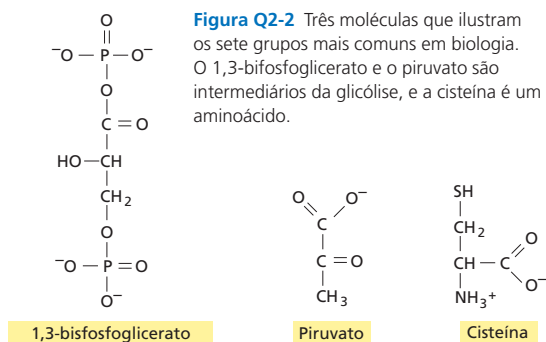 Figura Q2-2 Três moléculas que ilustram
os sete grupos mais comuns em biologia.
O 1,3-bifosfoglicerato e o piruvato são
intermediários da glicólise, e a cisteína é um
aminoácido.
O
⁻O — P — O⁻
O
C = O
HO—CH
CH₂
O
⁻O — P = O
O⁻
1,3-bisfosfoglicerato
O O⁻
C
C = O
CH₃
Piruvato
SH
CH₂
O
CH — C
O⁻
NH₃⁺
Cisteína